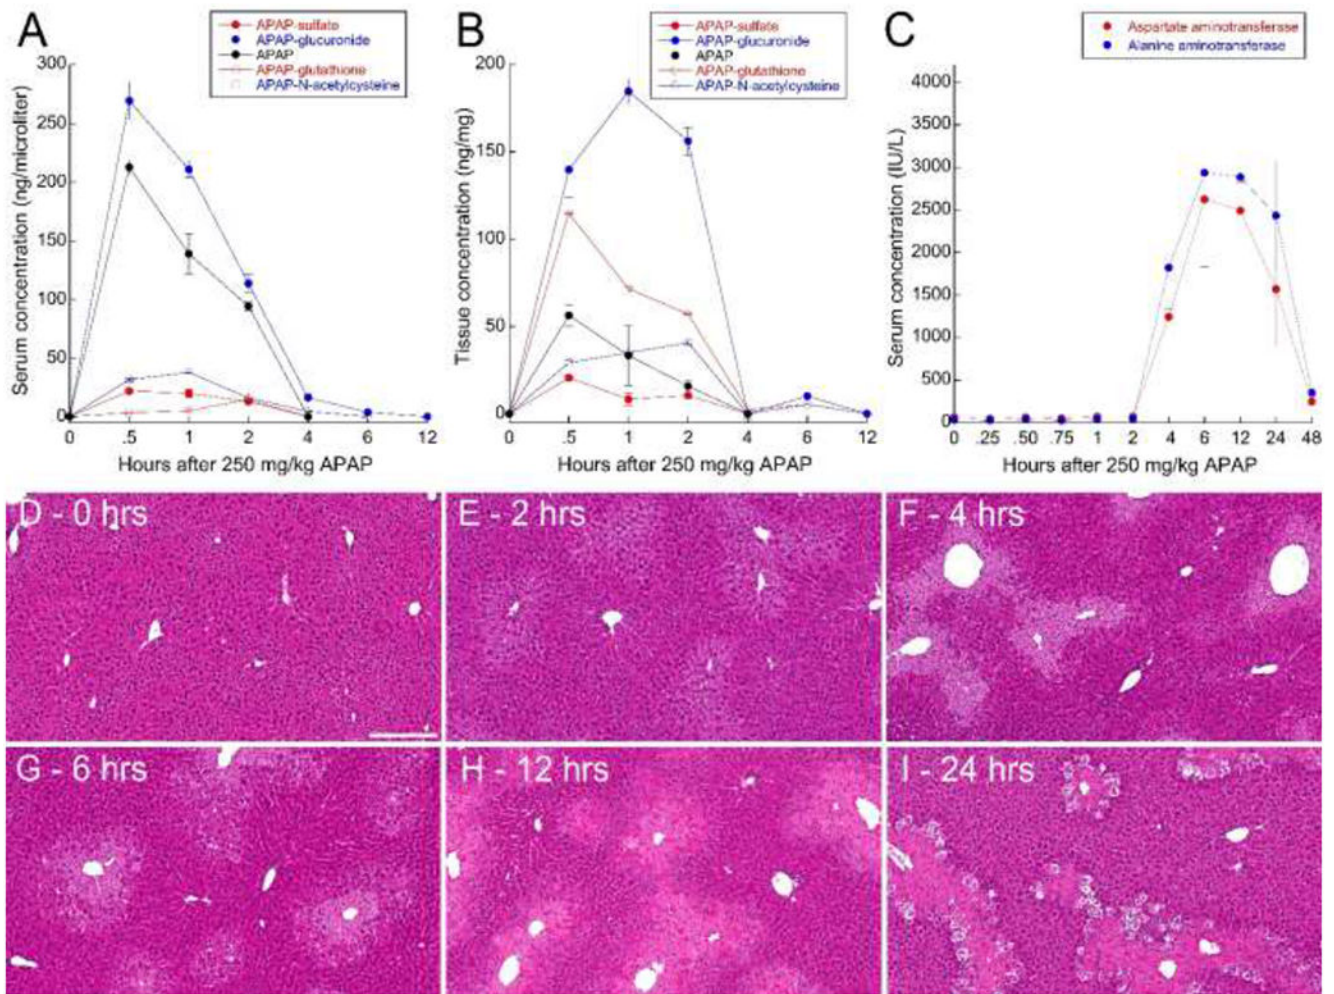 A
APAP-sulfate
APAP-glucuronide
APAP
APAP-glutathione
APAP-N-acetylcysteine
Serum concentration (ng/microliter)
300
250
200
150
100
50
0
0 .5 1 2 4 6 12
Hours after 250 mg/kg APAP
B
APAP-sulfate
APAP-glucuronide
APAP
APAP-glutathione
APAP-N-acetylcysteine
Tissue concentration (ng/mg)
200
150
100
50
0
0 .5 1 2 4 6 12
Hours after 250 mg/kg APAP
C
Aspartate aminotransferase
Alanine aminotransferase
Serum concentration (IU/L)
4000
3500
3000
2500
2000
1500
1000
500
0
0 .25 .50 .75 1 2 4 6 12 24 48
Hours after 250 mg/kg APAP
D - 0 hrs
E - 2 hrs
F - 4 hrs
G - 6 hrs
H - 12 hrs
I - 24 hrs